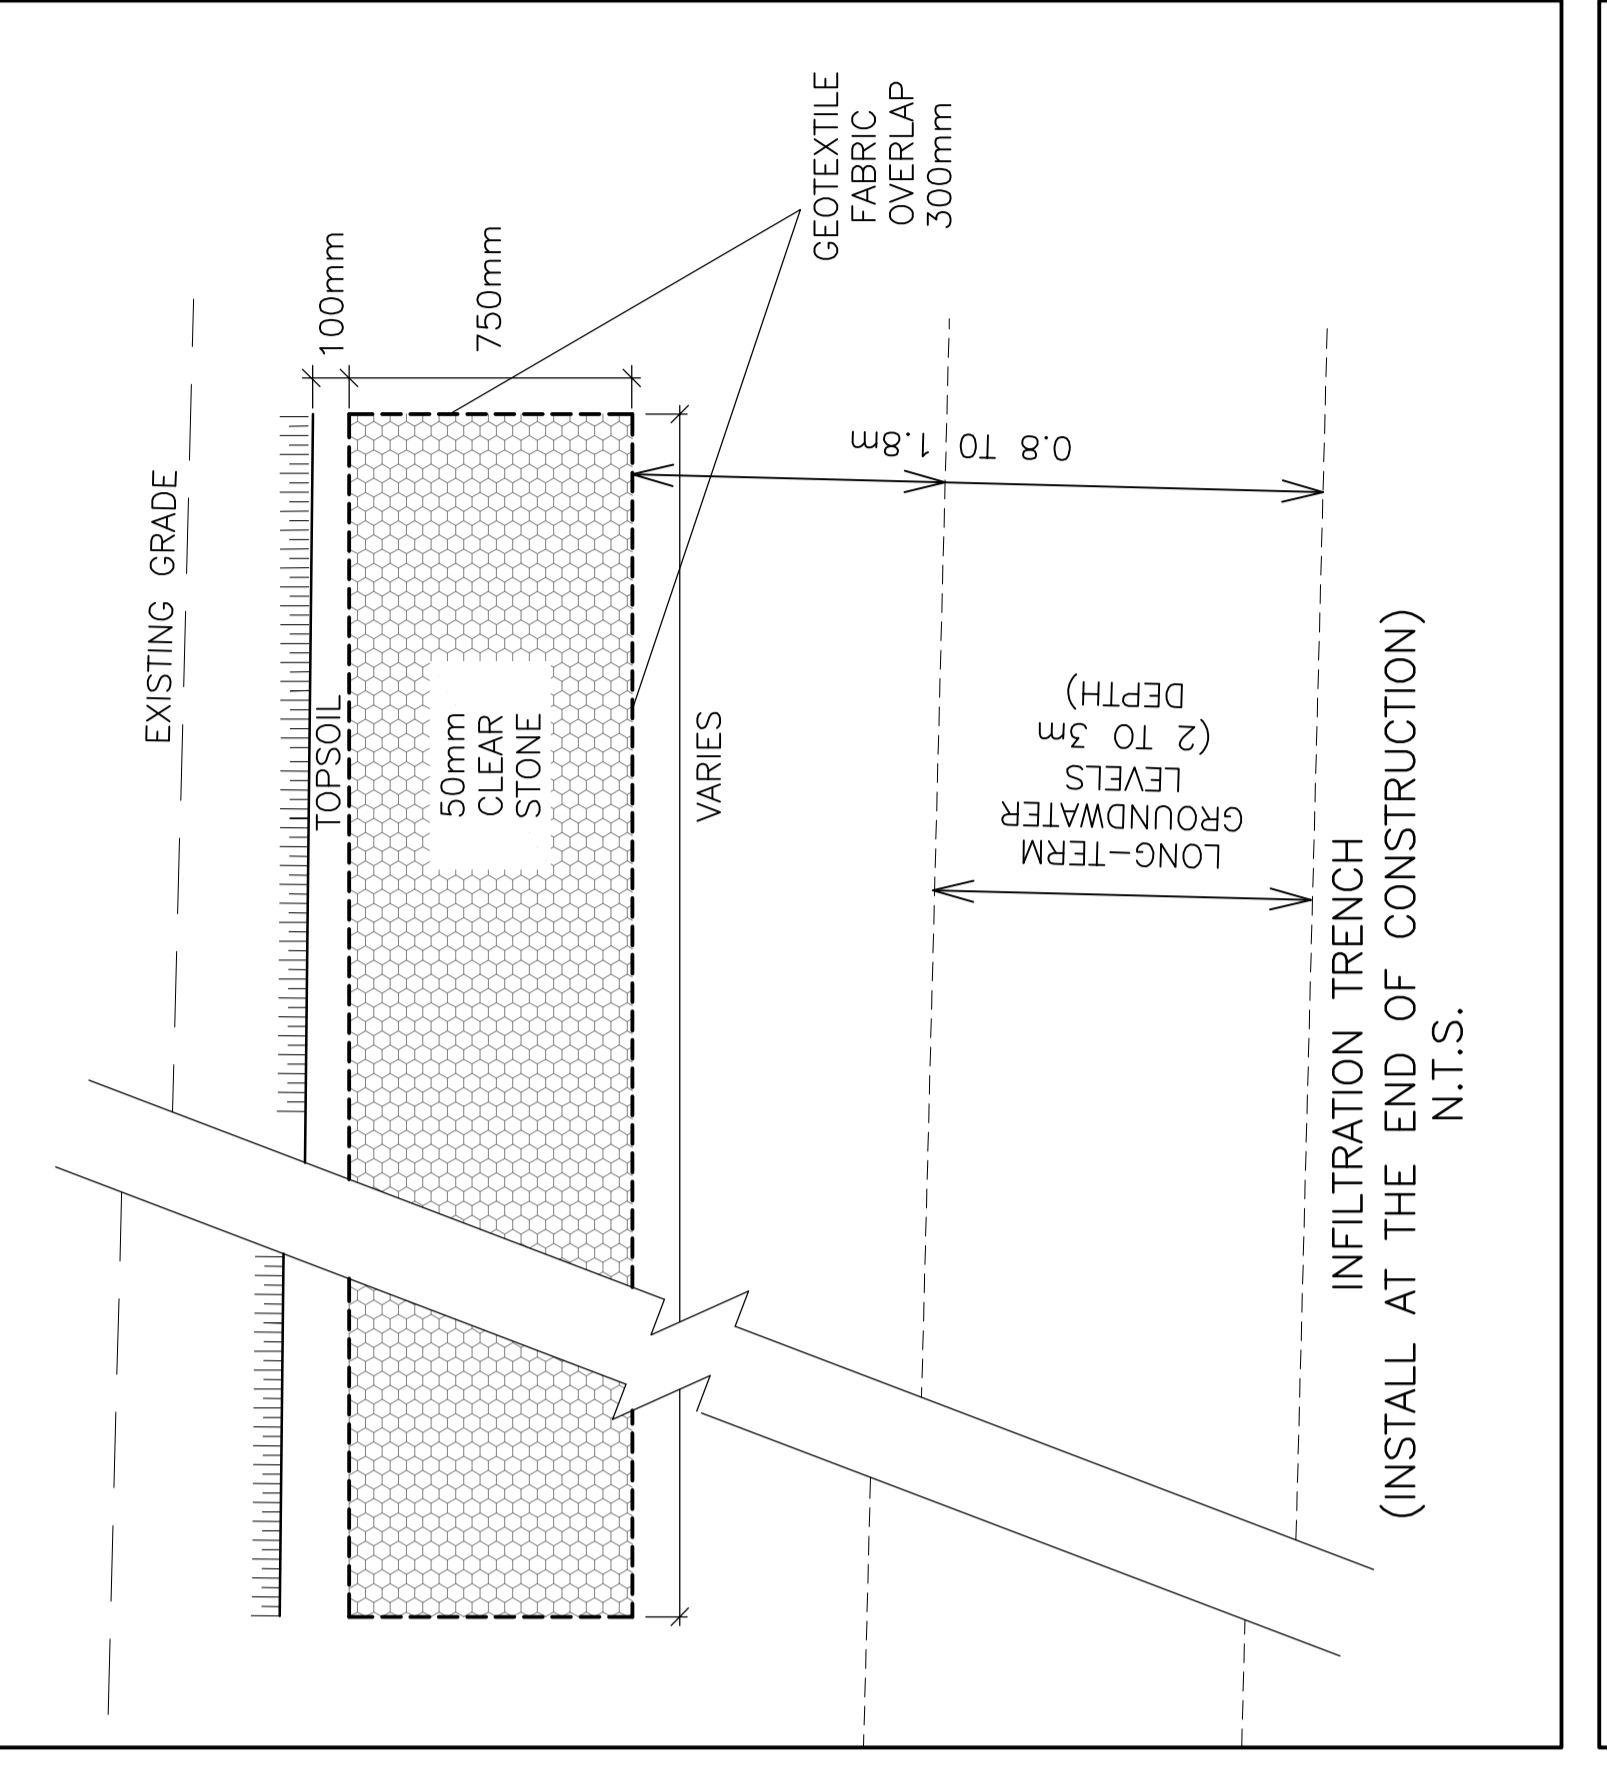 EXISTING GRADE
100mm
TOPSOIL
750mm
50mm
CLEAR
STONE
GEOTEXTILE
FABRIC
OVERLAP
300mm
VARIES
0.8 TO 1.8m
LONG-TERM
GROUNDWATER
LEVELS
(2 TO 3m
DEPTH)
INFILTRATION TRENCH
(INSTALL AT THE END OF CONSTRUCTION)
N.T.S.